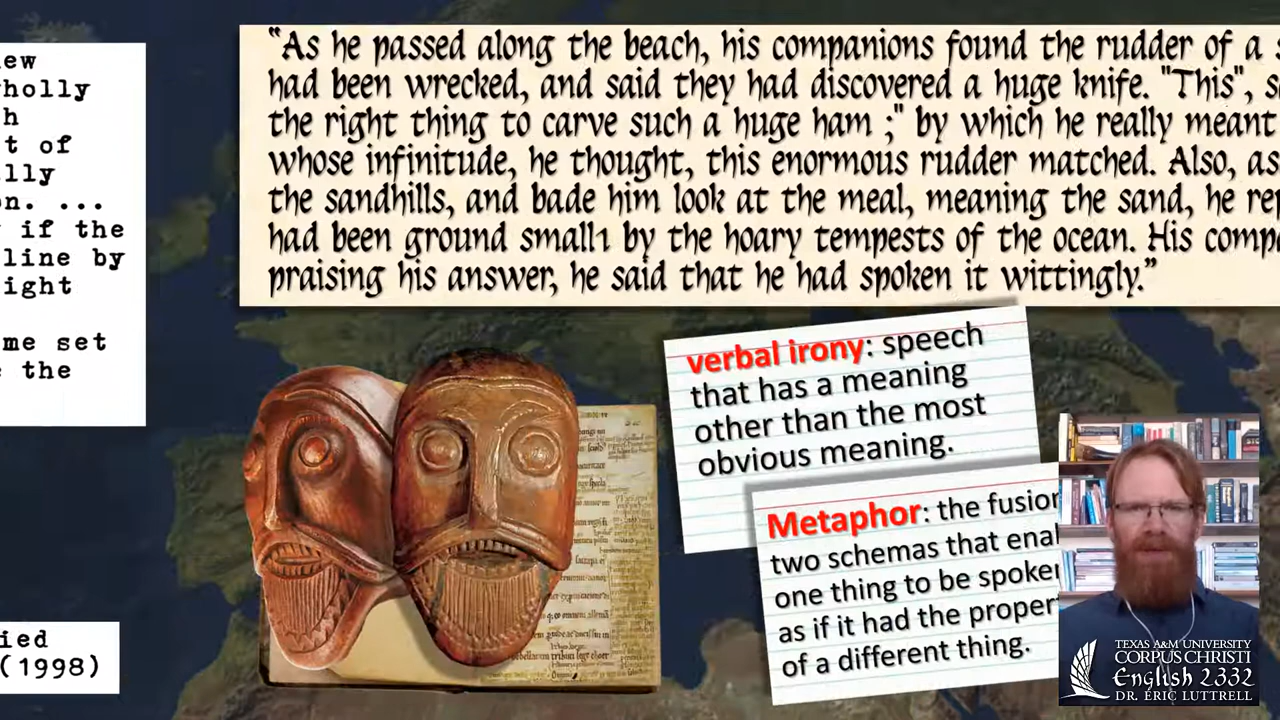 ew
holly
h
t of
lly
on. ...
if the
line by
ight
me set
the
ied
(1998)
"As he passed along the beach, his companions found the rudder of a
had been wrecked, and said they had discovered a huge knife. "This",
the right thing to carve such a huge ham ;" by which he really meant
whose infinitude, he thought, this enormous rudder matched. Also, as
the sandhills, and bade him look at the meal, meaning the sand, he
had been ground small1 by the hoary tempests of the ocean. His
praising his answer, he said that he had spoken it wittingly."
verbal irony: speech
that has a meaning
other than the most
obvious meaning.
Metaphor: the fusion
two schemas that
one thing to be
as if it had the
of a different thing.
TEXAS A&M UNIVERSITY
CORPUS CHRISTI
English 2332
DR. ERIC LUTTRELL